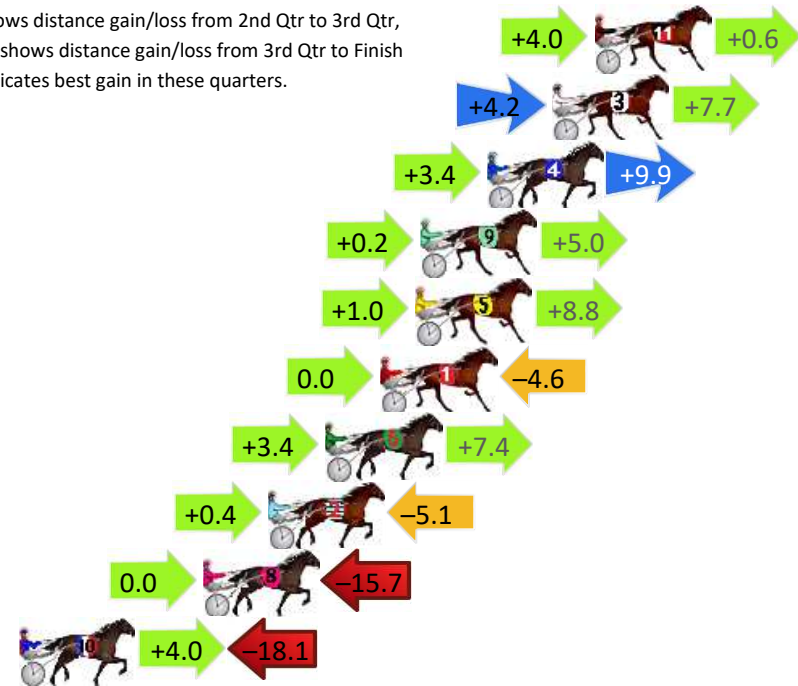 ows distance gain/loss from 2nd Qtr to 3rd Qtr,
shows distance gain/loss from 3rd Qtr to Finish
icates best gain in these quarters.
+4.0 11 +0.6
+4.2 3 +7.7
+3.4 4 +9.9
+0.2 9 +5.0
+1.0 5 +8.8
0.0 1 –4.6
+3.4 6 +7.4
+0.4 –5.1
0.0 8 –15.7
10 +4.0 –18.1